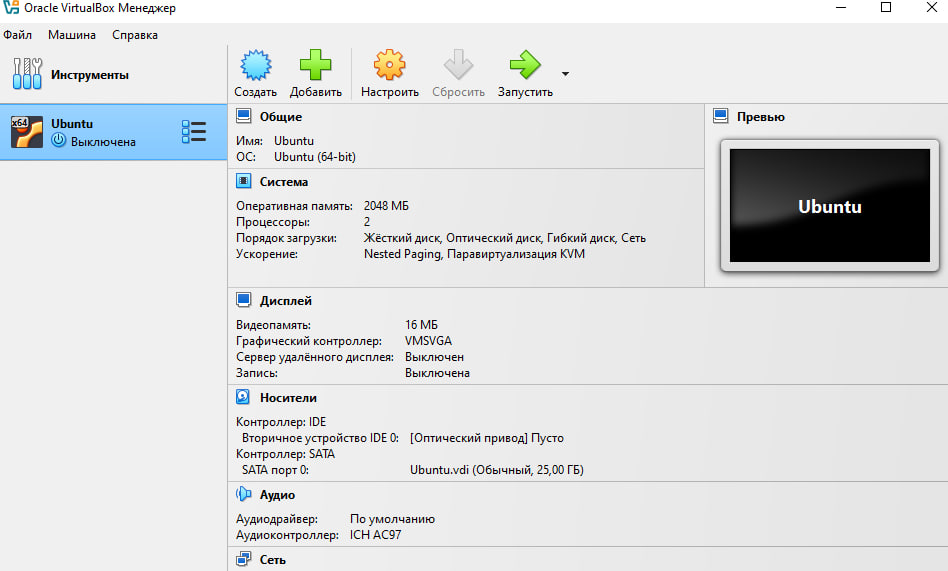 Oracle VirtualBox Менеджер
Файл Машина Справка
Инструменты
Создать Добавить Настроить Сбросить Запустить
x64
Ubuntu
Выключена
Общие
Имя: Ubuntu
ОС: Ubuntu (64-bit)
Превью
Ubuntu
Система
Оперативная память: 2048 МБ
Процессоры: 2
Порядок загрузки: Жёсткий диск, Оптический диск, Гибкий диск, Сеть
Ускорение: Nested Paging, Паравиртуализация KVM
Дисплей
Видеопамять: 16 МБ
Графический контроллер: VMSVGA
Сервер удалённого дисплея: Выключен
Запись: Выключена
Носители
Контроллер: IDE
Вторичное устройство IDE 0: [Оптический привод] Пусто
Контроллер: SATA
SATA порт 0: Ubuntu.vdi (Обычный, 25,00 ГБ)
Аудио
Аудиодрайвер: По умолчанию
Аудиоконтроллер: ICH AC97
Сеть